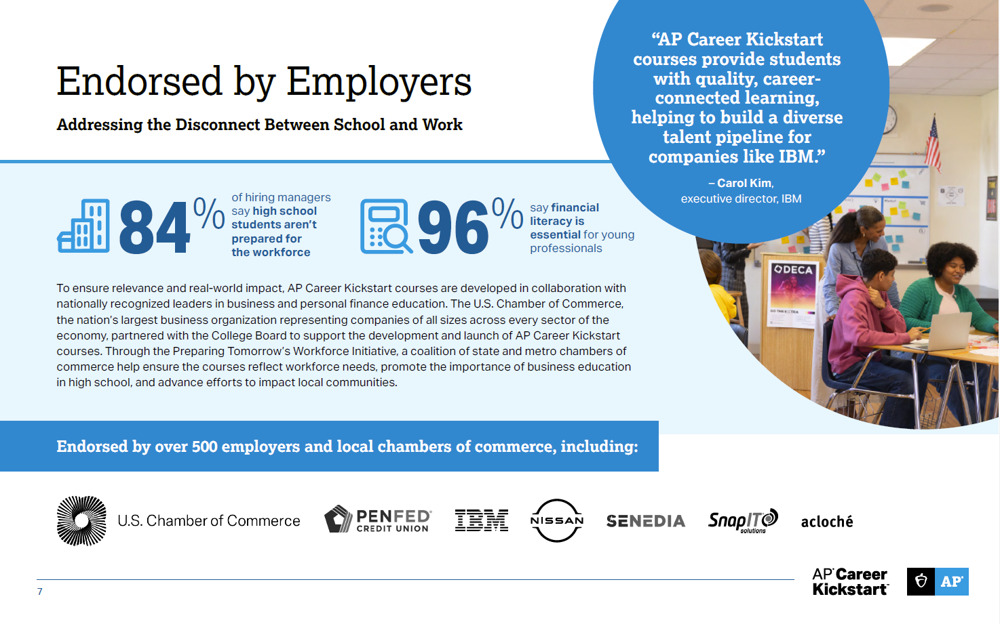 Endorsed by Employers
Addressing the Disconnect Between School and Work
“AP Career Kickstart
courses provide students
with quality, career-
connected learning,
helping to build a diverse
talent pipeline for
companies like IBM.”
– Carol Kim,
executive director, IBM
84%
of hiring managers
say high school
students aren’t
prepared for
the workforce
96%
say financial
literacy is
essential for young
professionals
To ensure relevance and real-world impact, AP Career Kickstart courses are developed in collaboration with
nationally recognized leaders in business and personal finance education. The U.S. Chamber of Commerce,
the nation’s largest business organization representing companies of all sizes across every sector of the
economy, partnered with the College Board to support the development and launch of AP Career Kickstart
courses. Through the Preparing Tomorrow’s Workforce Initiative, a coalition of state and metro chambers of
commerce help ensure the courses reflect workforce needs, promote the importance of business education
in high school, and advance efforts to impact local communities.
DECA
Endorsed by over 500 employers and local chambers of commerce, including:
U.S. Chamber of Commerce
PENFED®
CREDIT UNION
IBM
NISSAN
SENEDIA
SnapIT
solutions
acloché
AP® Career
Kickstart™
AP®
7